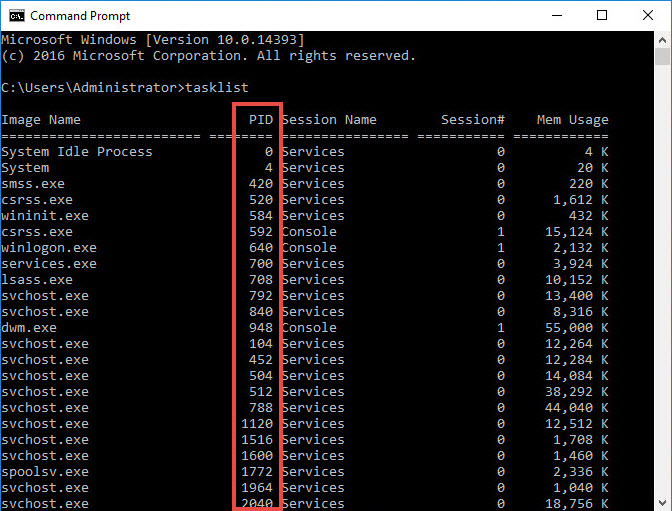 Command Prompt
Microsoft Windows [Version 10.0.14393]
(c) 2016 Microsoft Corporation. All rights reserved.
C:\Users\Administrator>tasklist
Image Name                     PID Session Name        Session#    Mem Usage
========================= ======== ================ =========== ============
System Idle Process              0 Services                   0          4 K
System                           4 Services                   0         20 K
smss.exe                       420 Services                   0        220 K
csrss.exe                      520 Services                   0      1,612 K
wininit.exe                    584 Services                   0        432 K
csrss.exe                      592 Console                    1     15,124 K
winlogon.exe                   640 Console                    1      2,132 K
services.exe                   700 Services                   0      3,924 K
lsass.exe                      708 Services                   0     10,152 K
svchost.exe                    792 Services                   0     13,400 K
svchost.exe                    840 Services                   0      8,316 K
dwm.exe                        948 Console                    1     55,000 K
svchost.exe                    104 Services                   0     12,264 K
svchost.exe                    452 Services                   0     12,284 K
svchost.exe                    504 Services                   0     14,084 K
svchost.exe                    512 Services                   0     38,292 K
svchost.exe                    788 Services                   0     44,040 K
svchost.exe                   1120 Services                   0     12,512 K
svchost.exe                   1516 Services                   0      1,708 K
svchost.exe                   1600 Services                   0      1,460 K
spoolsv.exe                   1772 Services                   0      2,336 K
svchost.exe                   1964 Services                   0      1,040 K
svchost.exe                   2040 Services                   0     18,756 K